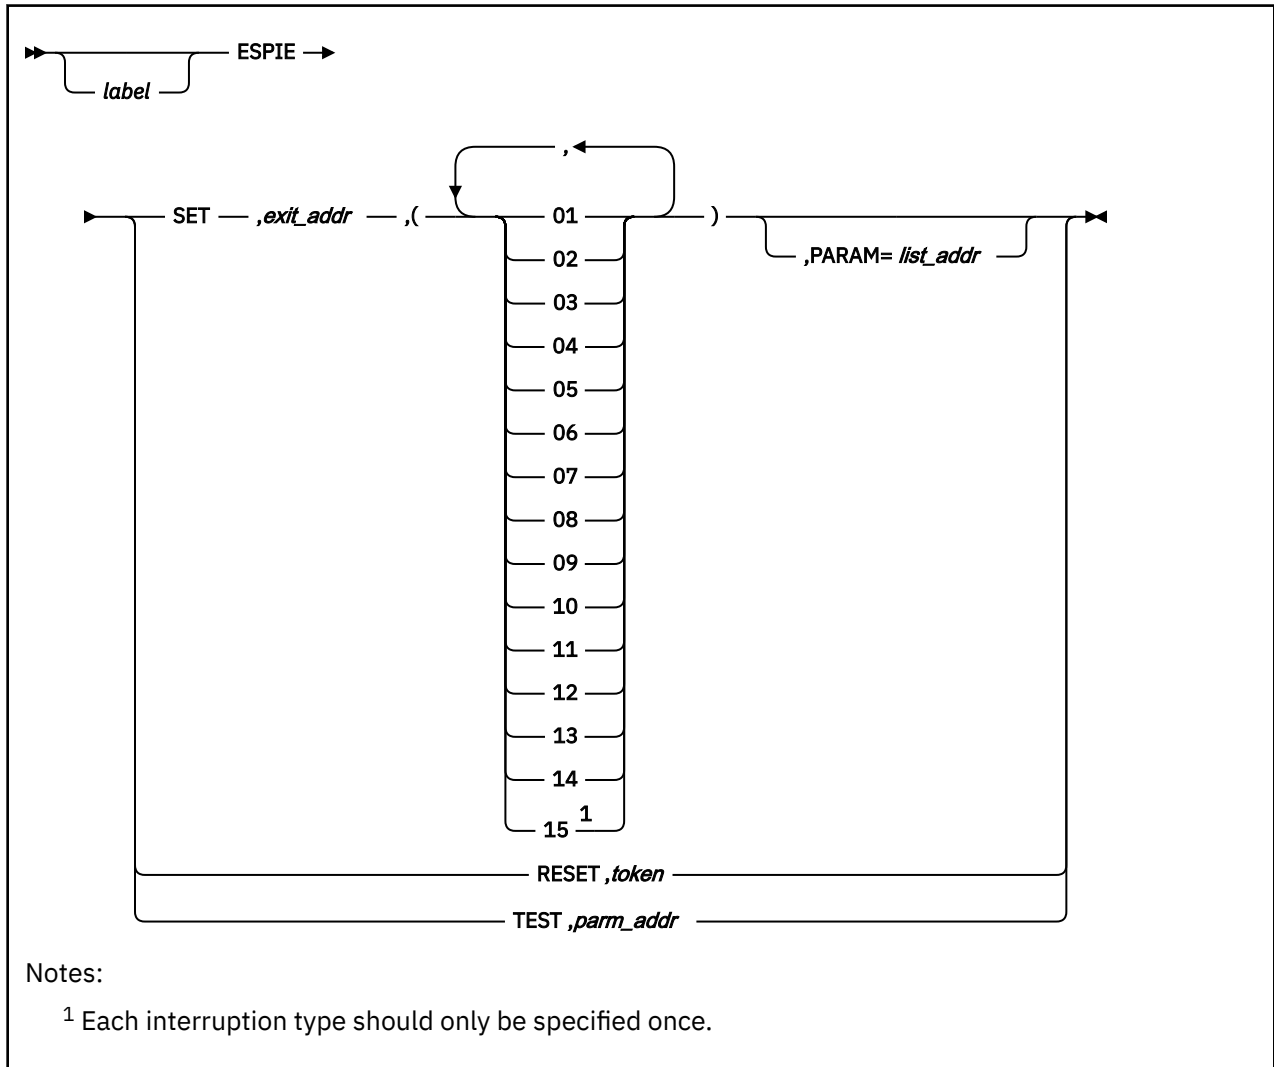 ESPIE
label
,
SET ,exit_addr ,( 01 )
,PARAM= list_addr
02
03
04
05
06
07
08
09
10
11
12
13
14
15 1
RESET ,token
TEST ,parm_addr
Notes:
1 Each interruption type should only be specified once.